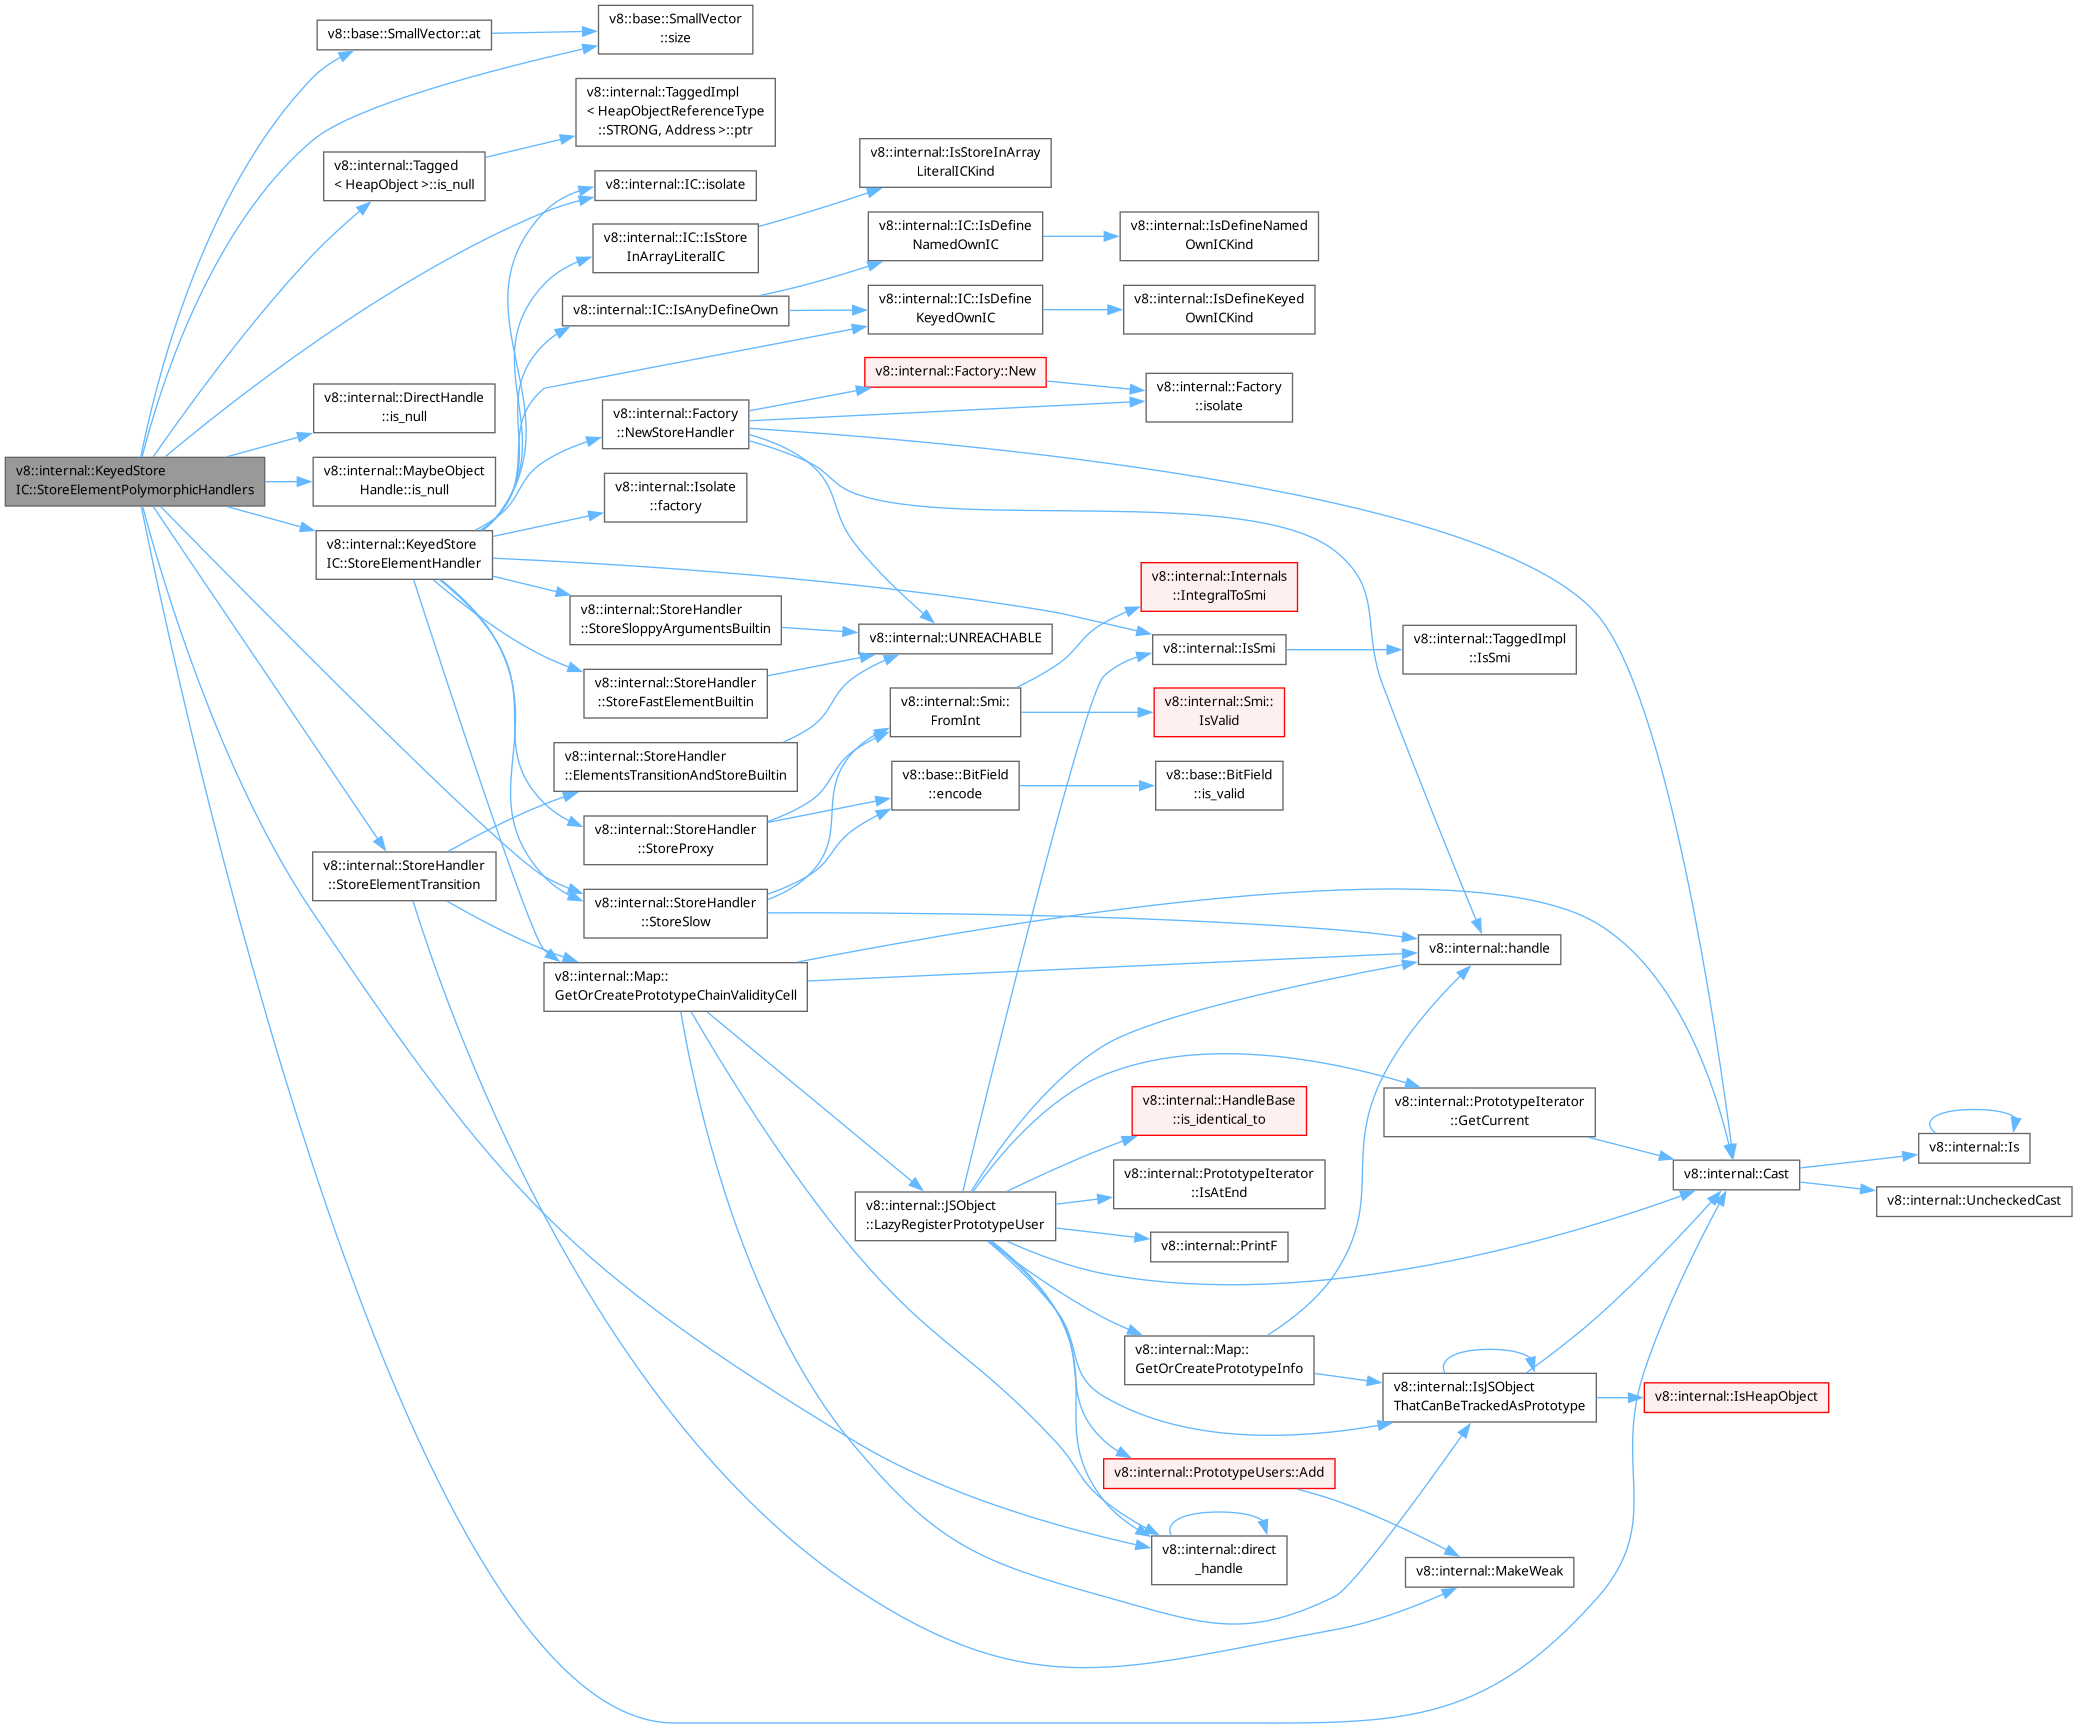 v8::internal::KeyedStore
IC::StoreElementPolymorphicHandlers
v8::base::SmallVector::at
v8::base::SmallVector
::size
v8::internal::Tagged
< HeapObject >::is_null
v8::internal::TaggedImpl
< HeapObjectReferenceType
::STRONG, Address >::ptr
v8::internal::IC::isolate
v8::internal::DirectHandle
::is_null
v8::internal::MaybeObject
Handle::is_null
v8::internal::KeyedStore
IC::StoreElementHandler
v8::internal::IC::IsStore
InArrayLiteralIC
v8::internal::IsStoreInArray
LiteralICKind
v8::internal::IC::IsAnyDefineOwn
v8::internal::IC::IsDefine
NamedOwnIC
v8::internal::IsDefineNamed
OwnICKind
v8::internal::IC::IsDefine
KeyedOwnIC
v8::internal::IsDefineKeyed
OwnICKind
v8::internal::Factory
::NewStoreHandler
v8::internal::Factory::New
v8::internal::Factory
::isolate
v8::internal::Isolate
::factory
v8::internal::StoreHandler
::StoreSloppyArgumentsBuiltin
v8::internal::UNREACHABLE
v8::internal::StoreHandler
::StoreFastElementBuiltin
v8::internal::StoreHandler
::ElementsTransitionAndStoreBuiltin
v8::internal::StoreHandler
::StoreProxy
v8::internal::StoreHandler
::StoreSlow
v8::internal::StoreHandler
::StoreElementTransition
v8::internal::Map::
GetOrCreatePrototypeChainValidityCell
v8::internal::Smi::
FromInt
v8::base::BitField
::encode
v8::internal::Internals
::IntegralToSmi
v8::internal::IsSmi
v8::internal::TaggedImpl
::IsSmi
v8::internal::Smi::
IsValid
v8::base::BitField
::is_valid
v8::internal::handle
v8::internal::JSObject
::LazyRegisterPrototypeUser
v8::internal::HandleBase
::is_identical_to
v8::internal::PrototypeIterator
::IsAtEnd
v8::internal::PrintF
v8::internal::Map::
GetOrCreatePrototypeInfo
v8::internal::PrototypeUsers::Add
v8::internal::direct
_handle
v8::internal::PrototypeIterator
::GetCurrent
v8::internal::IsJSObject
ThatCanBeTrackedAsPrototype
v8::internal::MakeWeak
v8::internal::Cast
v8::internal::IsHeapObject
v8::internal::Is
v8::internal::UncheckedCast